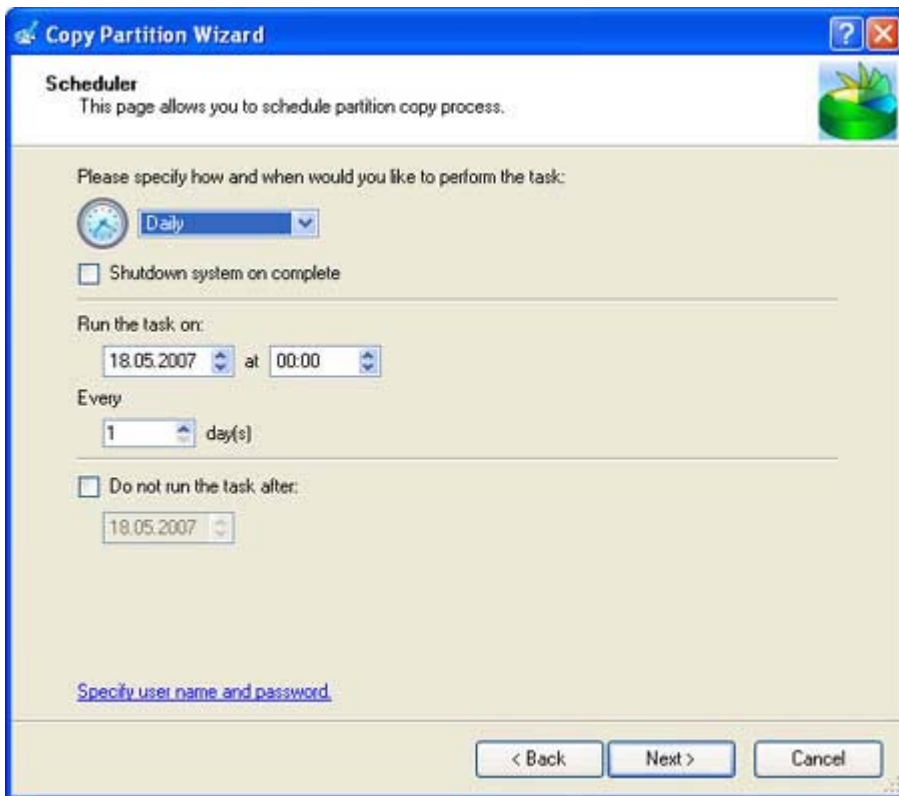 Copy Partition Wizard
Scheduler
This page allows you to schedule partition copy process.
Please specify how and when would you like to perform the task:
Daily
Shutdown system on complete
Run the task on:
18.05.2007 at 00:00
Every
1 day(s)
Do not run the task after:
18.05.2007
Specify user name and password.
< Back Next > Cancel